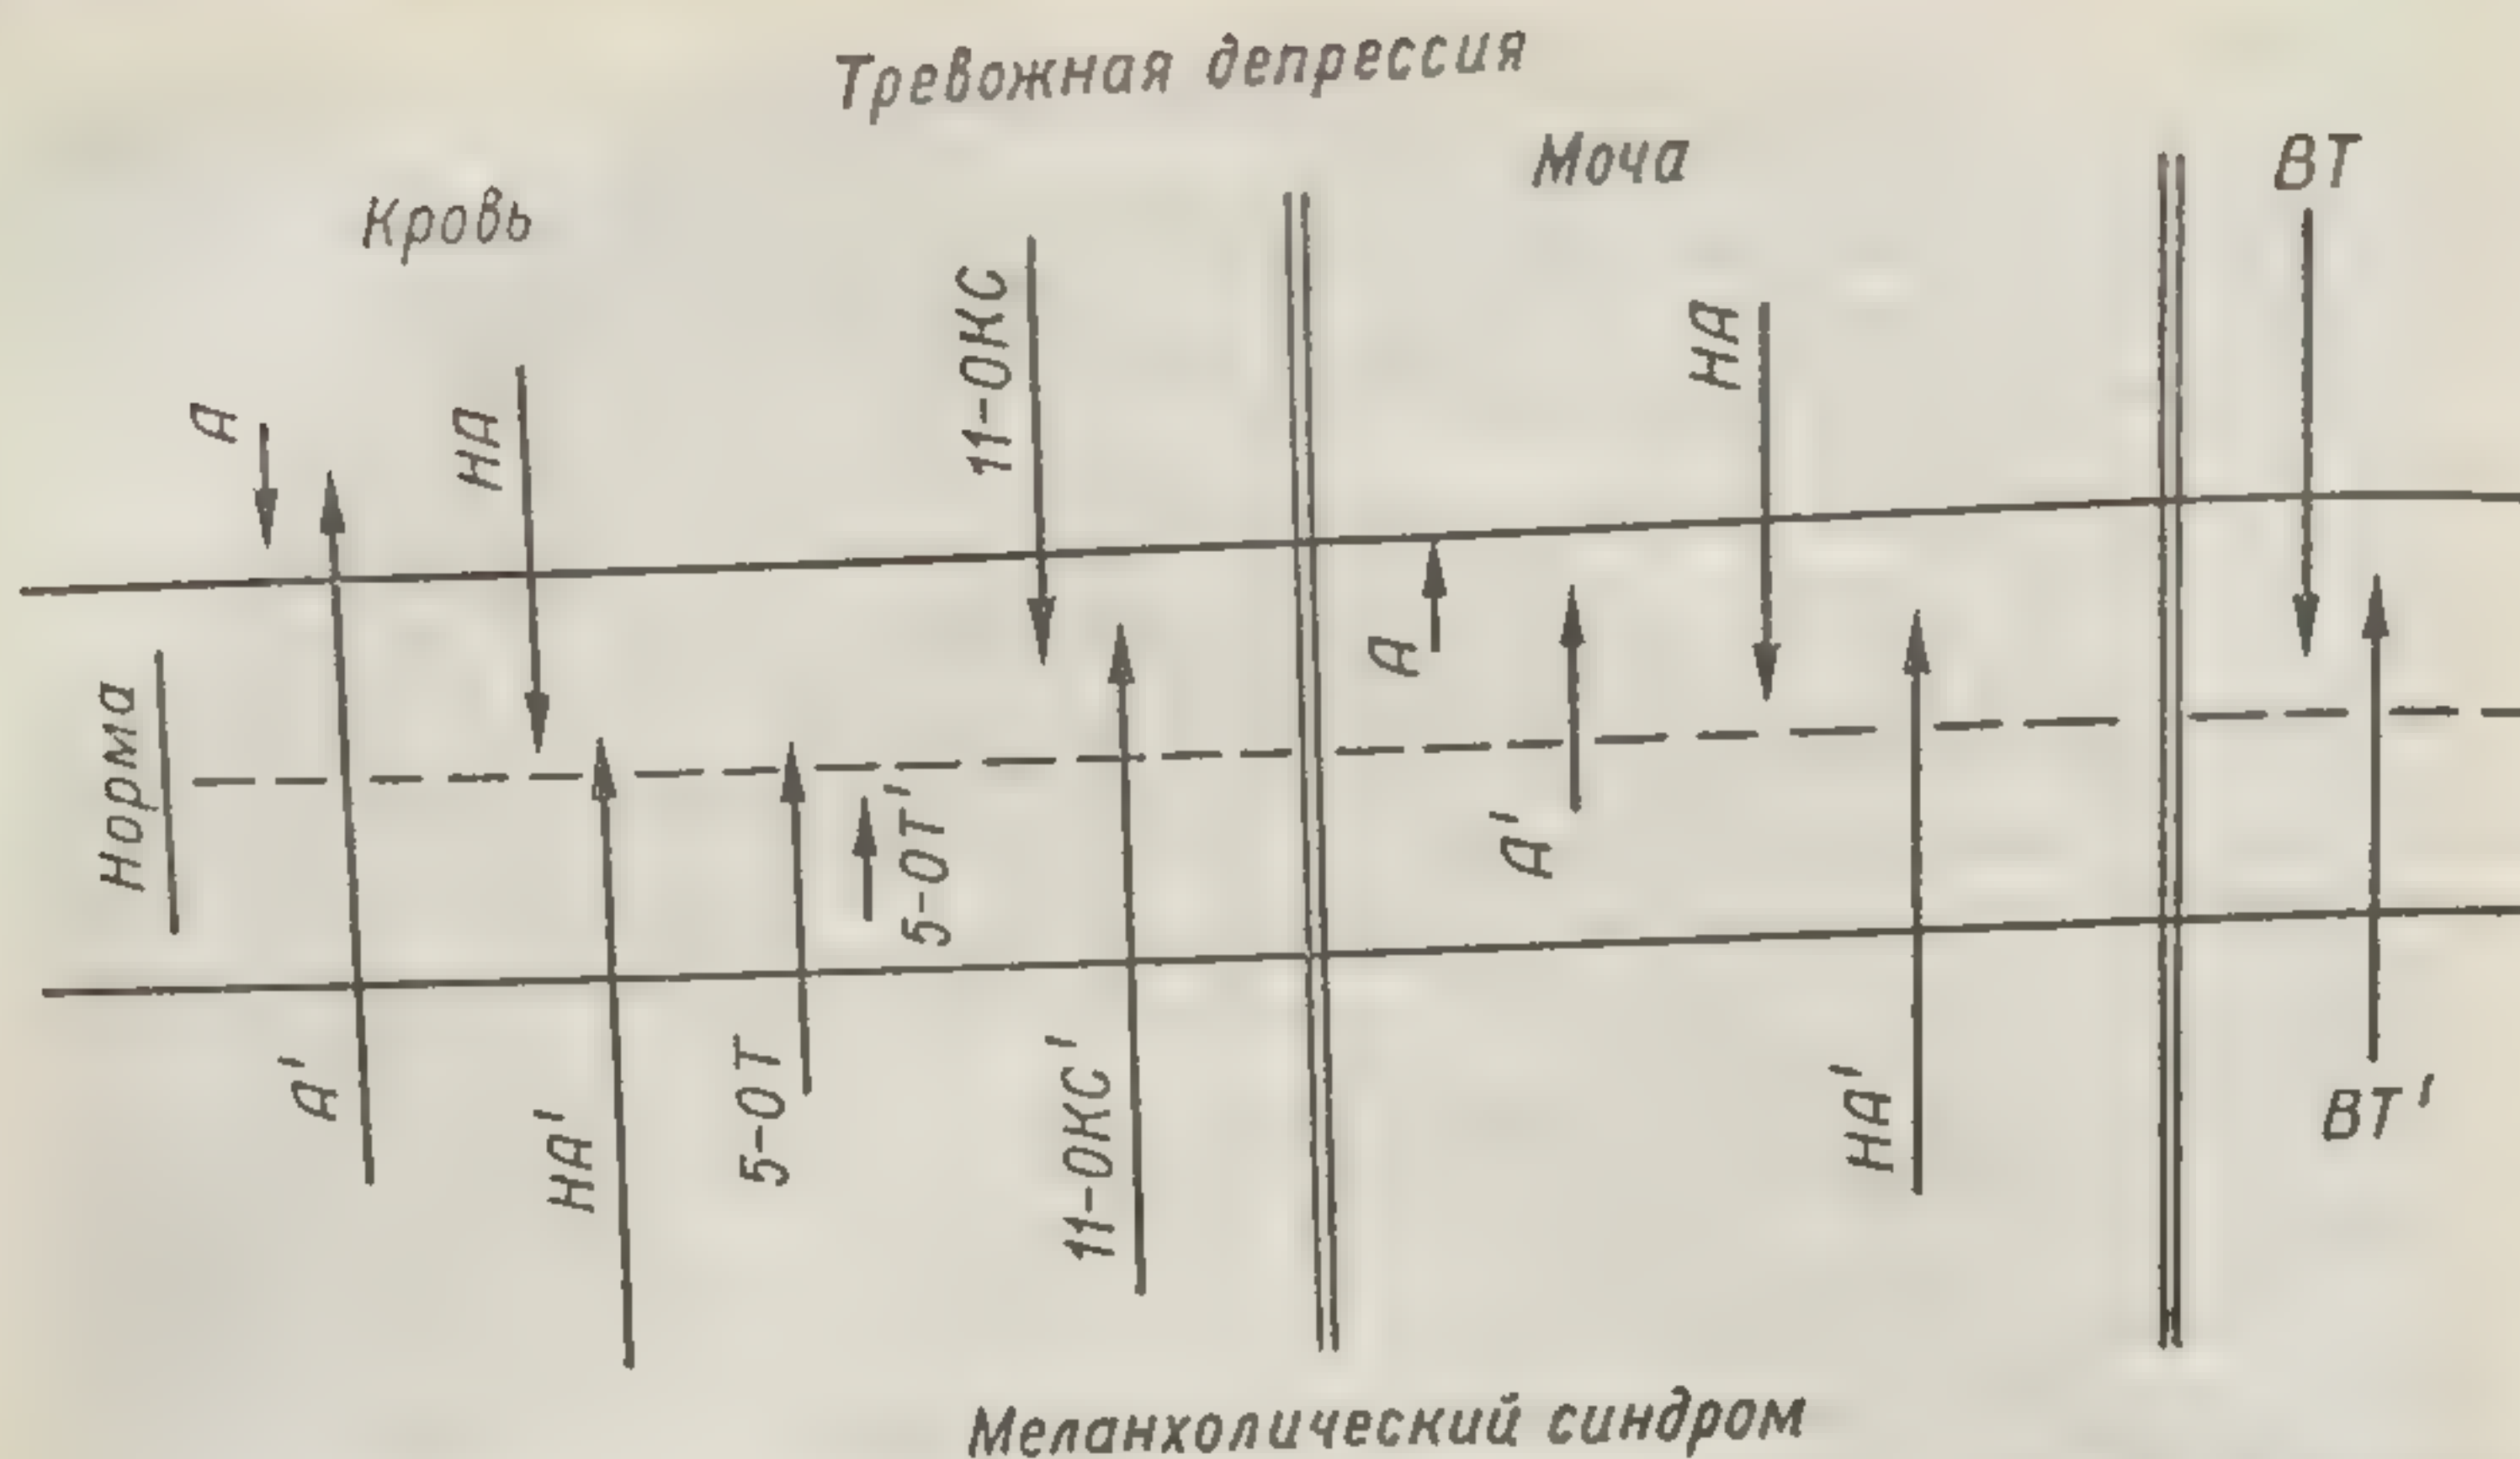 Тревожная депрессия
Моча
ВТ
Кровь
11-ОКС
НА
А
НА
Норма
А
А'
5-ОТ'
А'
НА'
5-ОТ
11-ОКС'
НА'
ВТ'
Меланхолический синдром